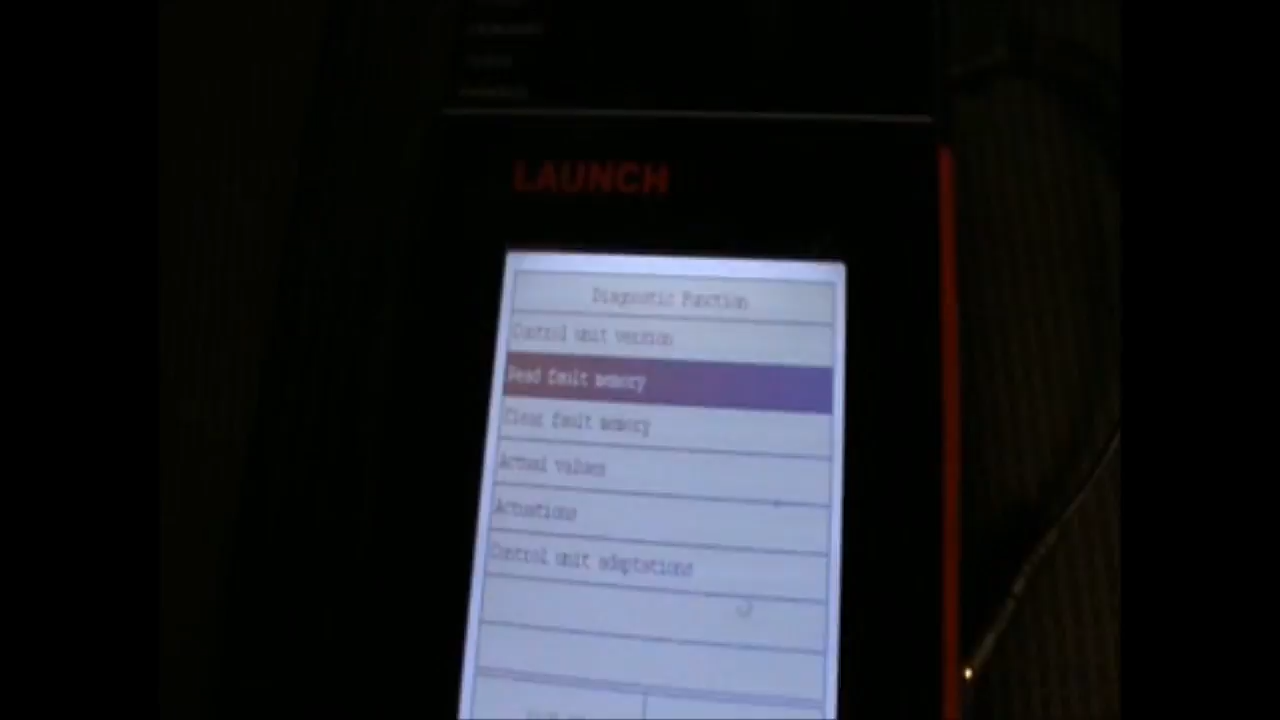 LAUNCH
Diagnostic Function
Control unit version
Read fault memory
Clear fault memory
Actual values
Actuations
Control unit adaptations